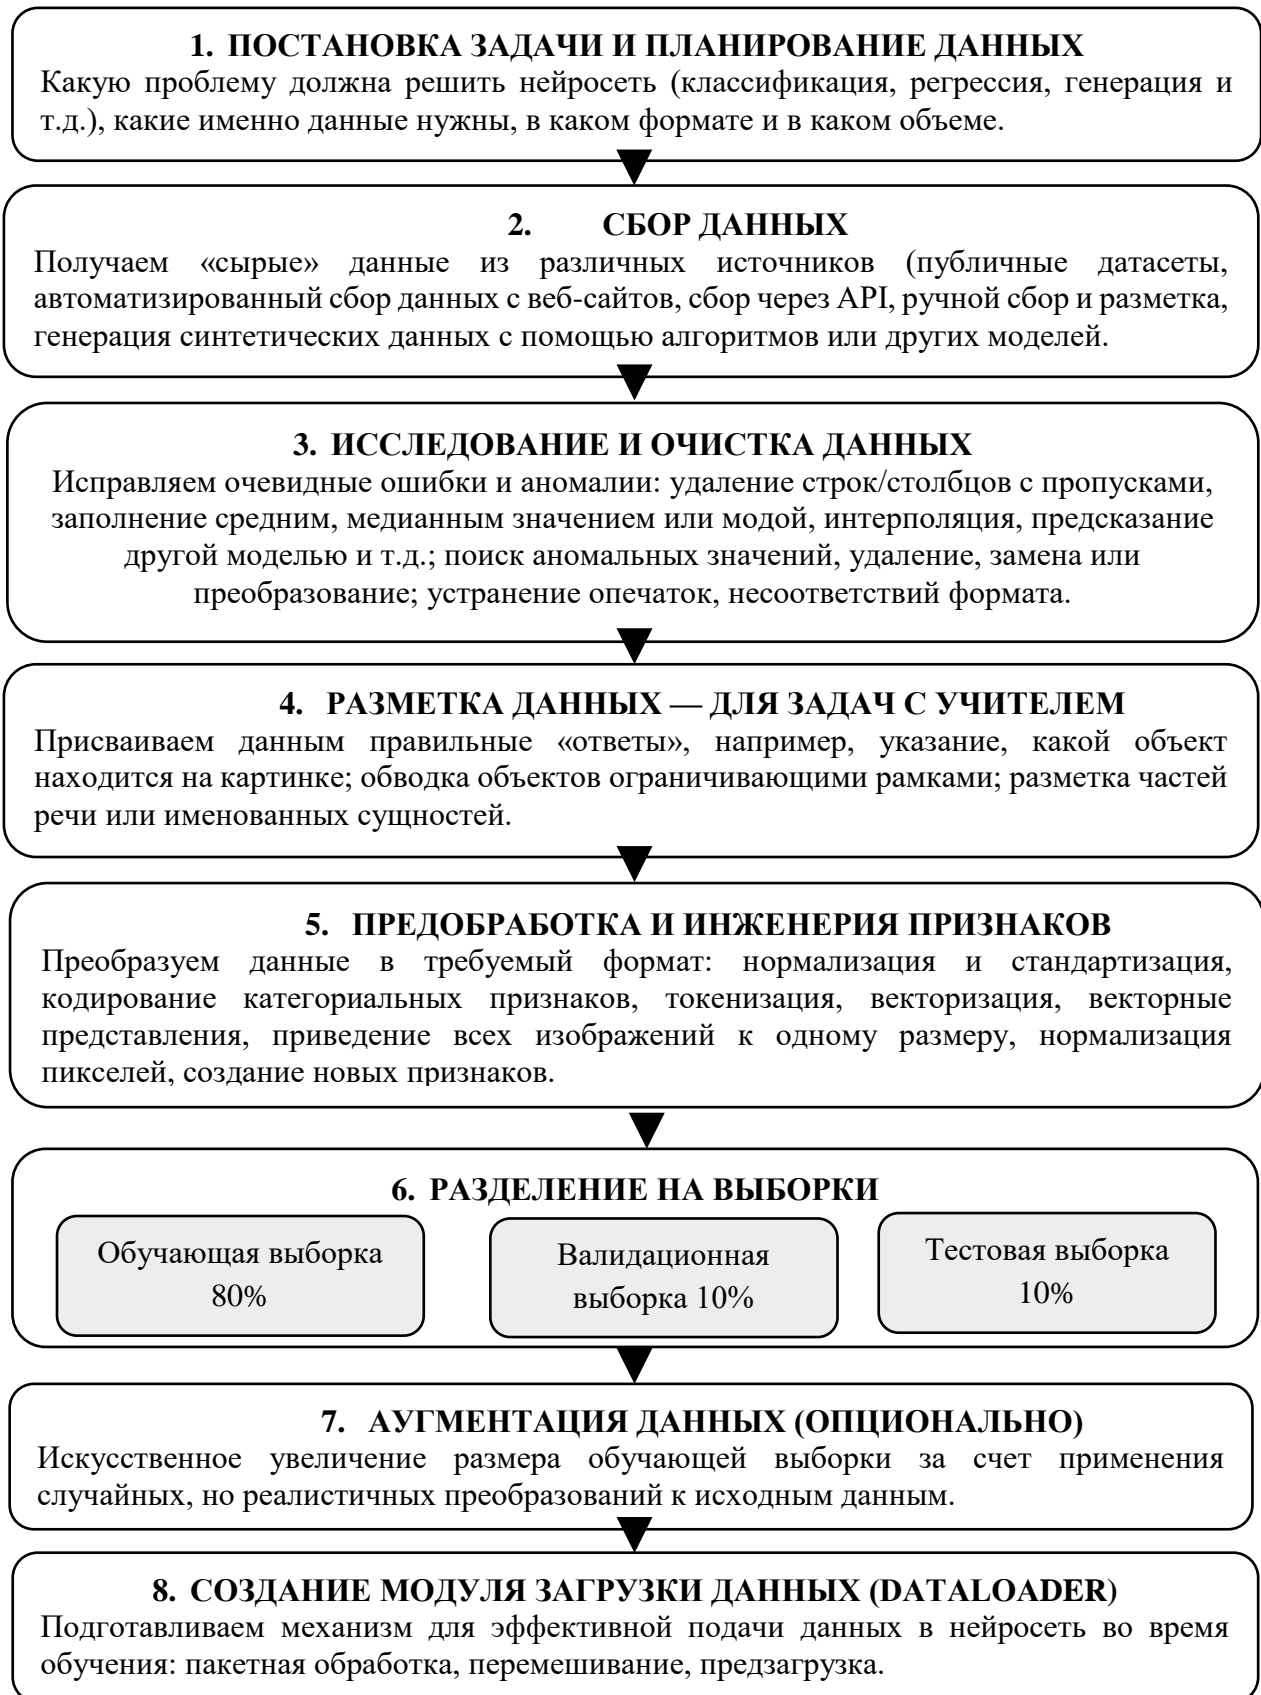 1. ПОСТАНОВКА ЗАДАЧИ И ПЛАНИРОВАНИЕ ДАННЫХ
Какую проблему должна решить нейросеть (классификация, регрессия, генерация и
т.д.), какие именно данные нужны, в каком формате и в каком объеме.
2. СБОР ДАННЫХ
Получаем «сырые» данные из различных источников (публичные датасеты,
автоматизированный сбор данных с веб-сайтов, сбор через API, ручной сбор и разметка,
генерация синтетических данных с помощью алгоритмов или других моделей.
3. ИССЛЕДОВАНИЕ И ОЧИСТКА ДАННЫХ
Исправляем очевидные ошибки и аномалии: удаление строк/столбцов с пропусками,
заполнение средним, медианным значением или модой, интерполяция, предсказание
другой моделью и т.д.; поиск аномальных значений, удаление, замена или
преобразование; устранение опечаток, несоответствий формата.
4. РАЗМЕТКА ДАННЫХ — ДЛЯ ЗАДАЧ С УЧИТЕЛЕМ
Присваиваем данным правильные «ответы», например, указание, какой объект
находится на картинке; обводка объектов ограничивающими рамками; разметка частей
речи или именованных сущностей.
5. ПРЕДОБРАБОТКА И ИНЖЕНЕРИЯ ПРИЗНАКОВ
Преобразуем данные в требуемый формат: нормализация и стандартизация,
кодирование категориальных признаков, токенизация, векторизация, векторные
представления, приведение всех изображений к одному размеру, нормализация
пикселей, создание новых признаков.
6. РАЗДЕЛЕНИЕ НА ВЫБОРКИ
Обучающая выборка
80%
Валидационная
выборка 10%
Тестовая выборка
10%
7. АУГМЕНТАЦИЯ ДАННЫХ (ОПЦИОНАЛЬНО)
Искусственное увеличение размера обучающей выборки за счет применения
случайных, но реалистичных преобразований к исходным данным.
8. СОЗДАНИЕ МОДУЛЯ ЗАГРУЗКИ ДАННЫХ (DATALOADER)
Подготавливаем механизм для эффективной подачи данных в нейросеть во время
обучения: пакетная обработка, перемешивание, предзагрузка.